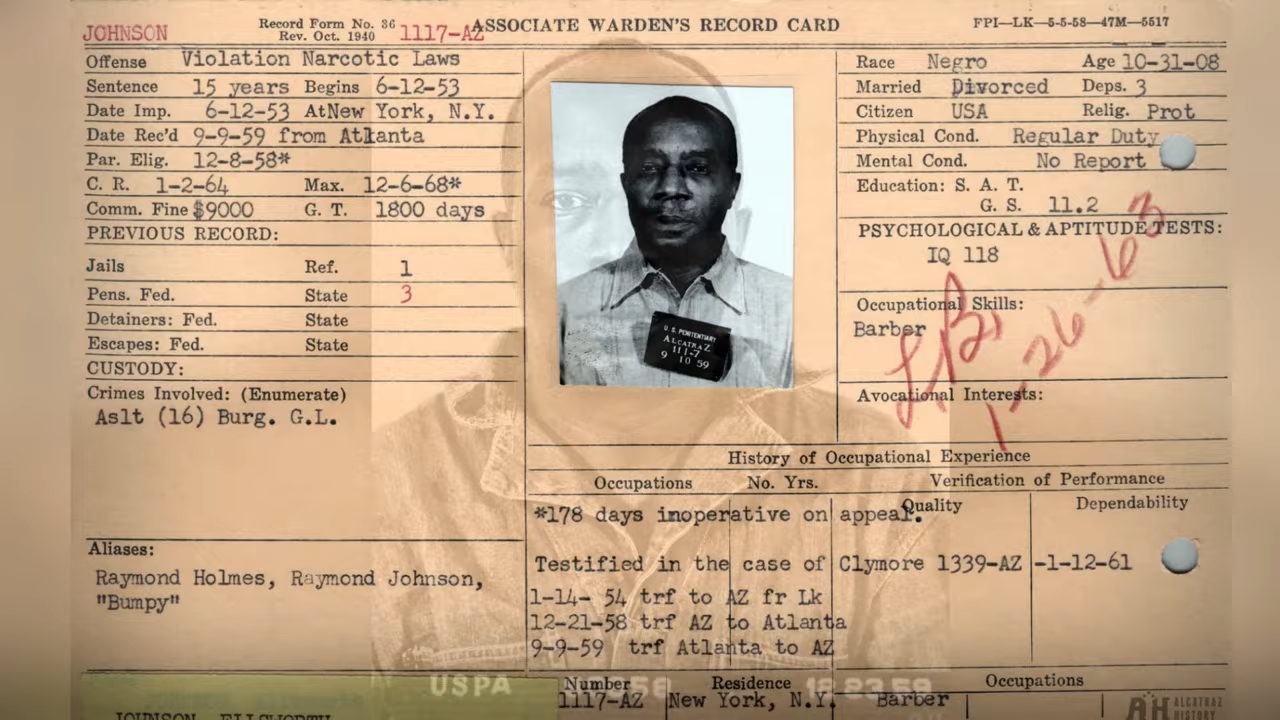 JOHNSON Record Form No. 36 1117-AZ ASSOCIATE WARDEN'S RECORD CARD FPI—LK—5-5-58—47M—5517
Rev. Oct. 1940
Offense Violation Narcotic Laws
Sentence 15 years Begins 6-12-53
Date Imp. 6-12-53 At New York, N.Y.
Date Rec'd 9-9-59 from Atlanta
Par. Elig. 12-8-58*
C. R. 1-2-64 Max. 12-6-68*
Comm. Fine $9000 G. T. 1800 days
PREVIOUS RECORD:
Jails Ref. 1
Pens. Fed. State 3
Detainers: Fed. State
Escapes: Fed. State
CUSTODY:
Crimes Involved: (Enumerate)
Aslt (16) Burg. G.L.
Aliases:
Raymond Holmes, Raymond Johnson,
"Bumpy"
U.S. PENITENTIARY
ALCATRAZ
1117
9 10 59
Race Negro Age 10-31-08
Married Divorced Deps. 3
Citizen USA Relig. Prot
Physical Cond. Regular Duty
Mental Cond. No Report
Education: S. A. T.
G. S. 11.2
PSYCHOLOGICAL & APTITUDE TESTS:
IQ 118
Occupational Skills:
Barber
1-26-63
Avocational Interests:
History of Occupational Experience
Occupations No. Yrs. Verification of Performance
Quality Dependability
*178 days inoperative on appeal.
Testified in the case of Clymore 1339-AZ -1-12-61
1-14- 54 trf to AZ fr Lk
12-21-58 trf AZ to Atlanta
9-9-59 trf Atlanta to AZ
Number Residence Occupations
1117-AZ New York, N.Y. Barber
USPA
JOHNSON, ELLSWORTH
AH ALCATRAZ
HISTORY